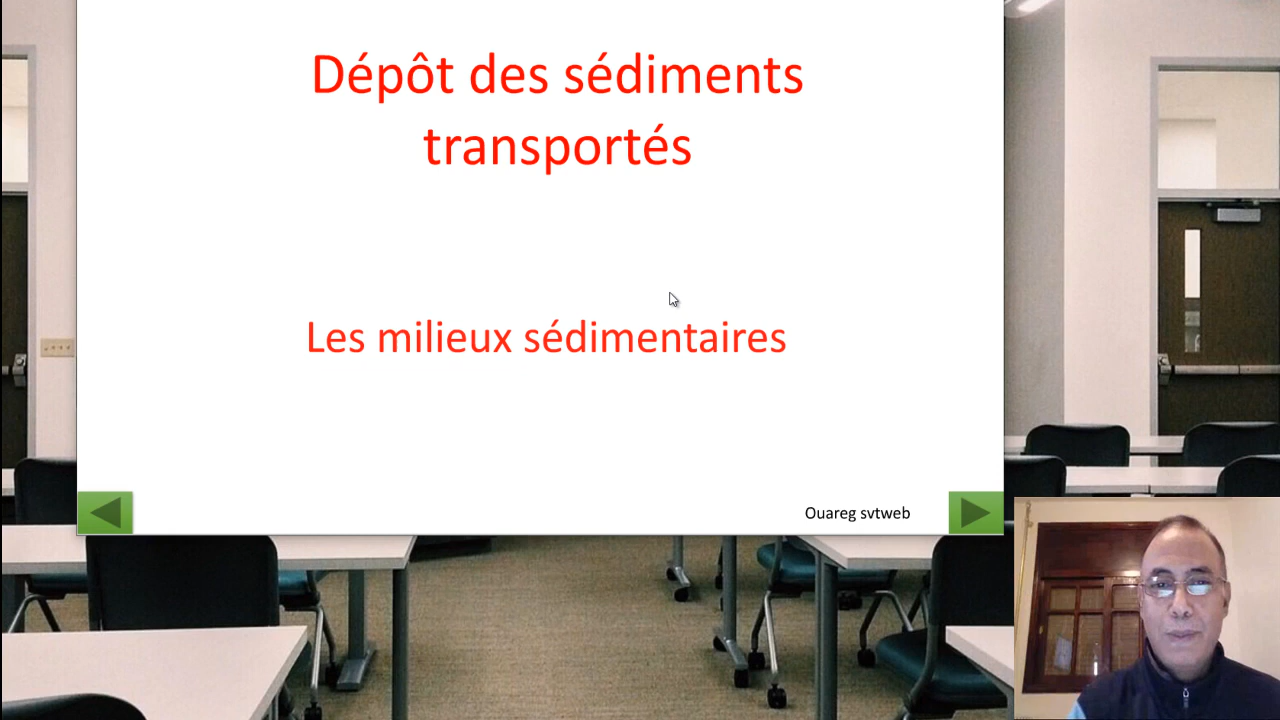 Dépôt des sédiments
transportés
Les milieux sédimentaires
Ouareg svtweb